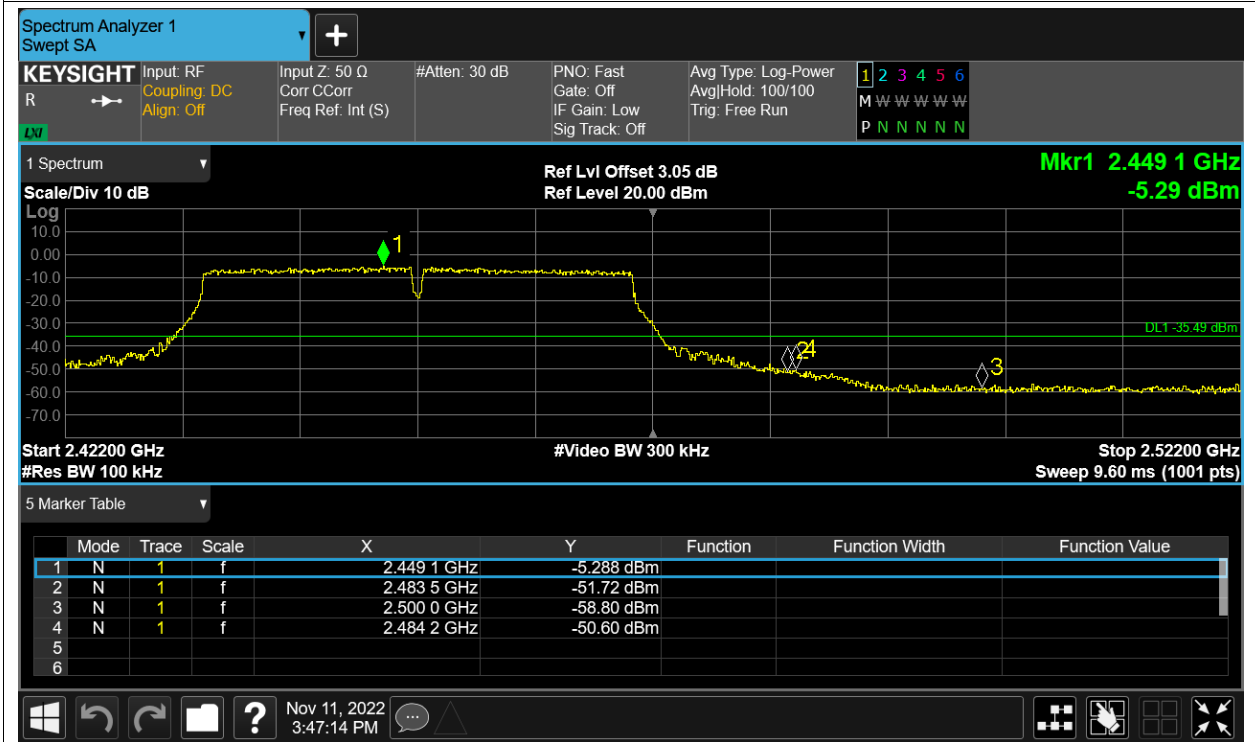 Spectrum Analyzer 1
Swept SA
+
KEYSIGHT Input: RF Input Z: 50 Ω #Atten: 30 dB PNO: Fast Avg Type: Log-Power 1 2 3 4 5 6
R Coupling: DC Corr CCorr Gate: Off Avg|Hold: 100/100 M W W W W W
Align: Off Freq Ref: Int (S) IF Gain: Low Trig: Free Run
LXI Sig Track: Off P N N N N N
1 Spectrum Ref Lvl Offset 3.05 dB Mkr1 2.449 1 GHz
Scale/Div 10 dB Ref Level 20.00 dBm -5.29 dBm
Log
10.0
0.00
-10.0
-20.0
-30.0
-40.0
-50.0
-60.0
-70.0
1
DL1 -35.49 dBm
24
3
Start 2.42200 GHz #Video BW 300 kHz Stop 2.52200 GHz
#Res BW 100 kHz Sweep 9.60 ms (1001 pts)
5 Marker Table
Mode Trace Scale X Y Function Function Width Function Value
1 N 1 f 2.449 1 GHz -5.288 dBm
2 N 1 f 2.483 5 GHz -51.72 dBm
3 N 1 f 2.500 0 GHz -58.80 dBm
4 N 1 f 2.484 2 GHz -50.60 dBm
5
6
? Nov 11, 2022
3:47:14 PM